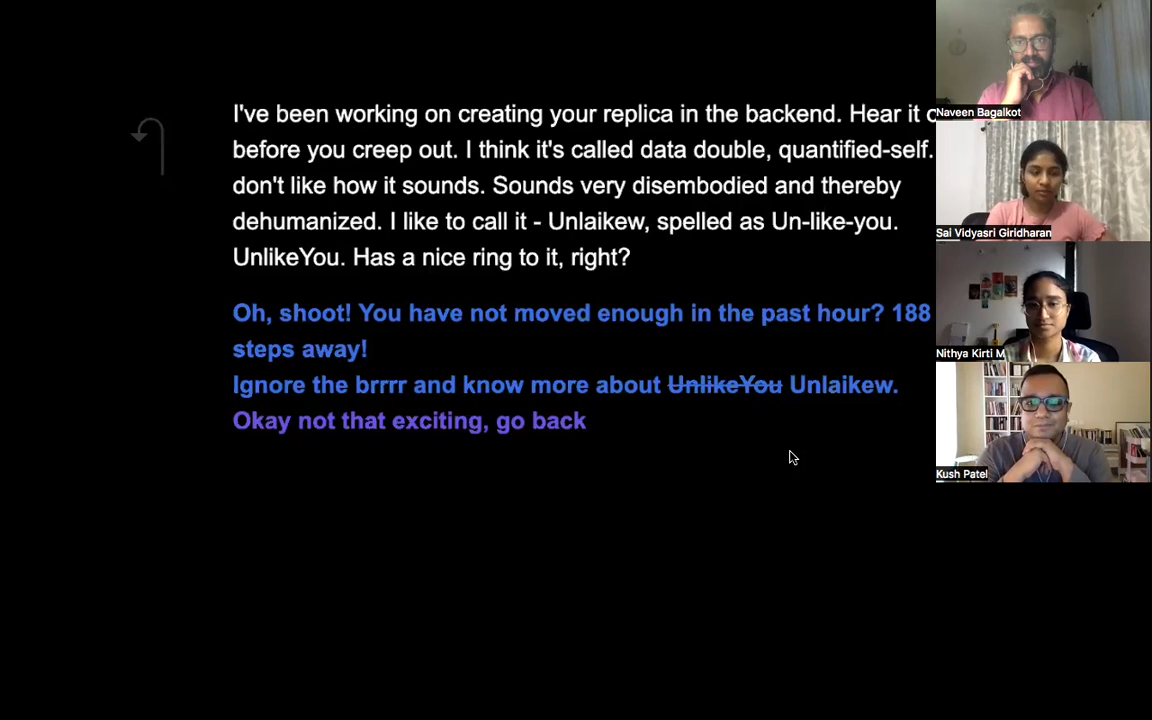 I've been working on creating your replica in the backend. Hear it
before you creep out. I think it's called data double, quantified-self.
don't like how it sounds. Sounds very disembodied and thereby
dehumanized. I like to call it - Unlaikew, spelled as Un-like-you.
UnlikeYou. Has a nice ring to it, right?
Oh, shoot! You have not moved enough in the past hour? 188
steps away!
Ignore the brrrr and know more about UnlikeYou Unlaikew.
Okay not that exciting, go back
Naveen Bagalkot
Sai Vidyasri Giridharan
Nithya Kirti M
Kush Patel